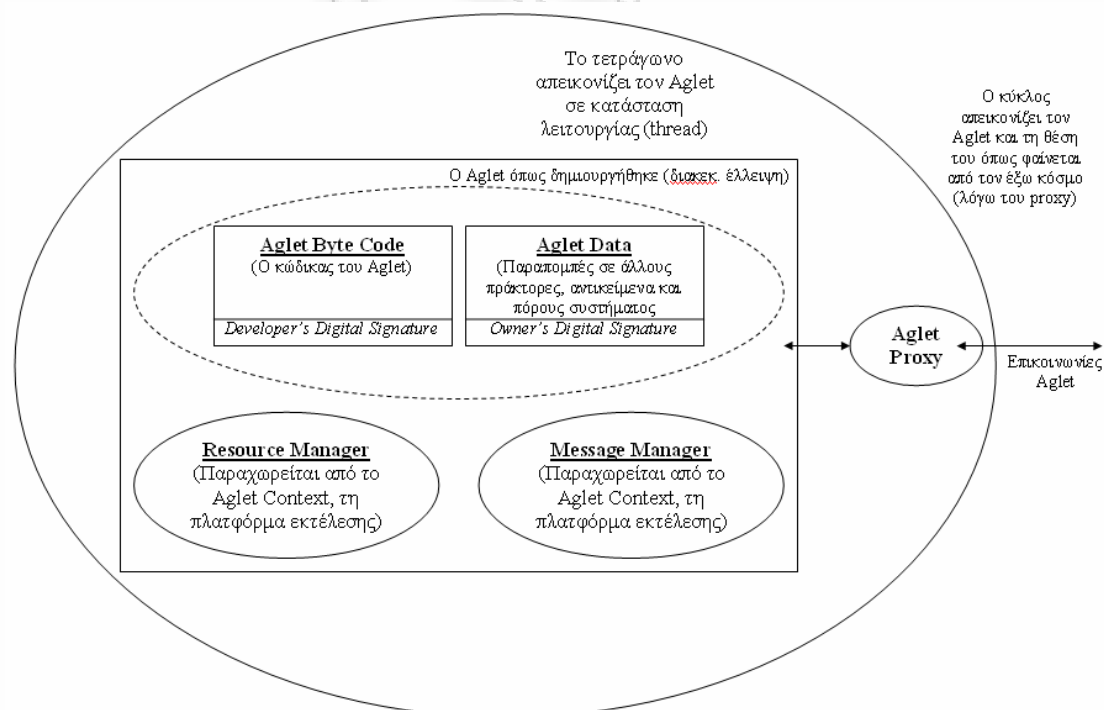 Το τετράγωνο
απεικονίζει τον Aglet
σε κατάσταση
λειτουργίας (thread)
Ο κύκλος
απεικονίζει τον
Aglet και τη θέση
του όπως φαίνεται
από τον έξω κόσμο
(λόγω του proxy)
Ο Aglet όπως δημιουργήθηκε (διακεκ. έλλειψη)
Aglet Byte Code
(Ο κώδικας του Aglet)
Developer's Digital Signature
Aglet Data
(Παραπομπές σε άλλους
πράκτορες, αντικείμενα και
πόρους συστήματος
Owner's Digital Signature
Aglet
Proxy
Επικοινωνίες
Aglet
Resource Manager
(Παραχωρείται από το
Aglet Context, τη
πλατφόρμα εκτέλεσης)
Message Manager
(Παραχωρείται από το
Aglet Context, τη
πλατφόρμα εκτέλεσης)